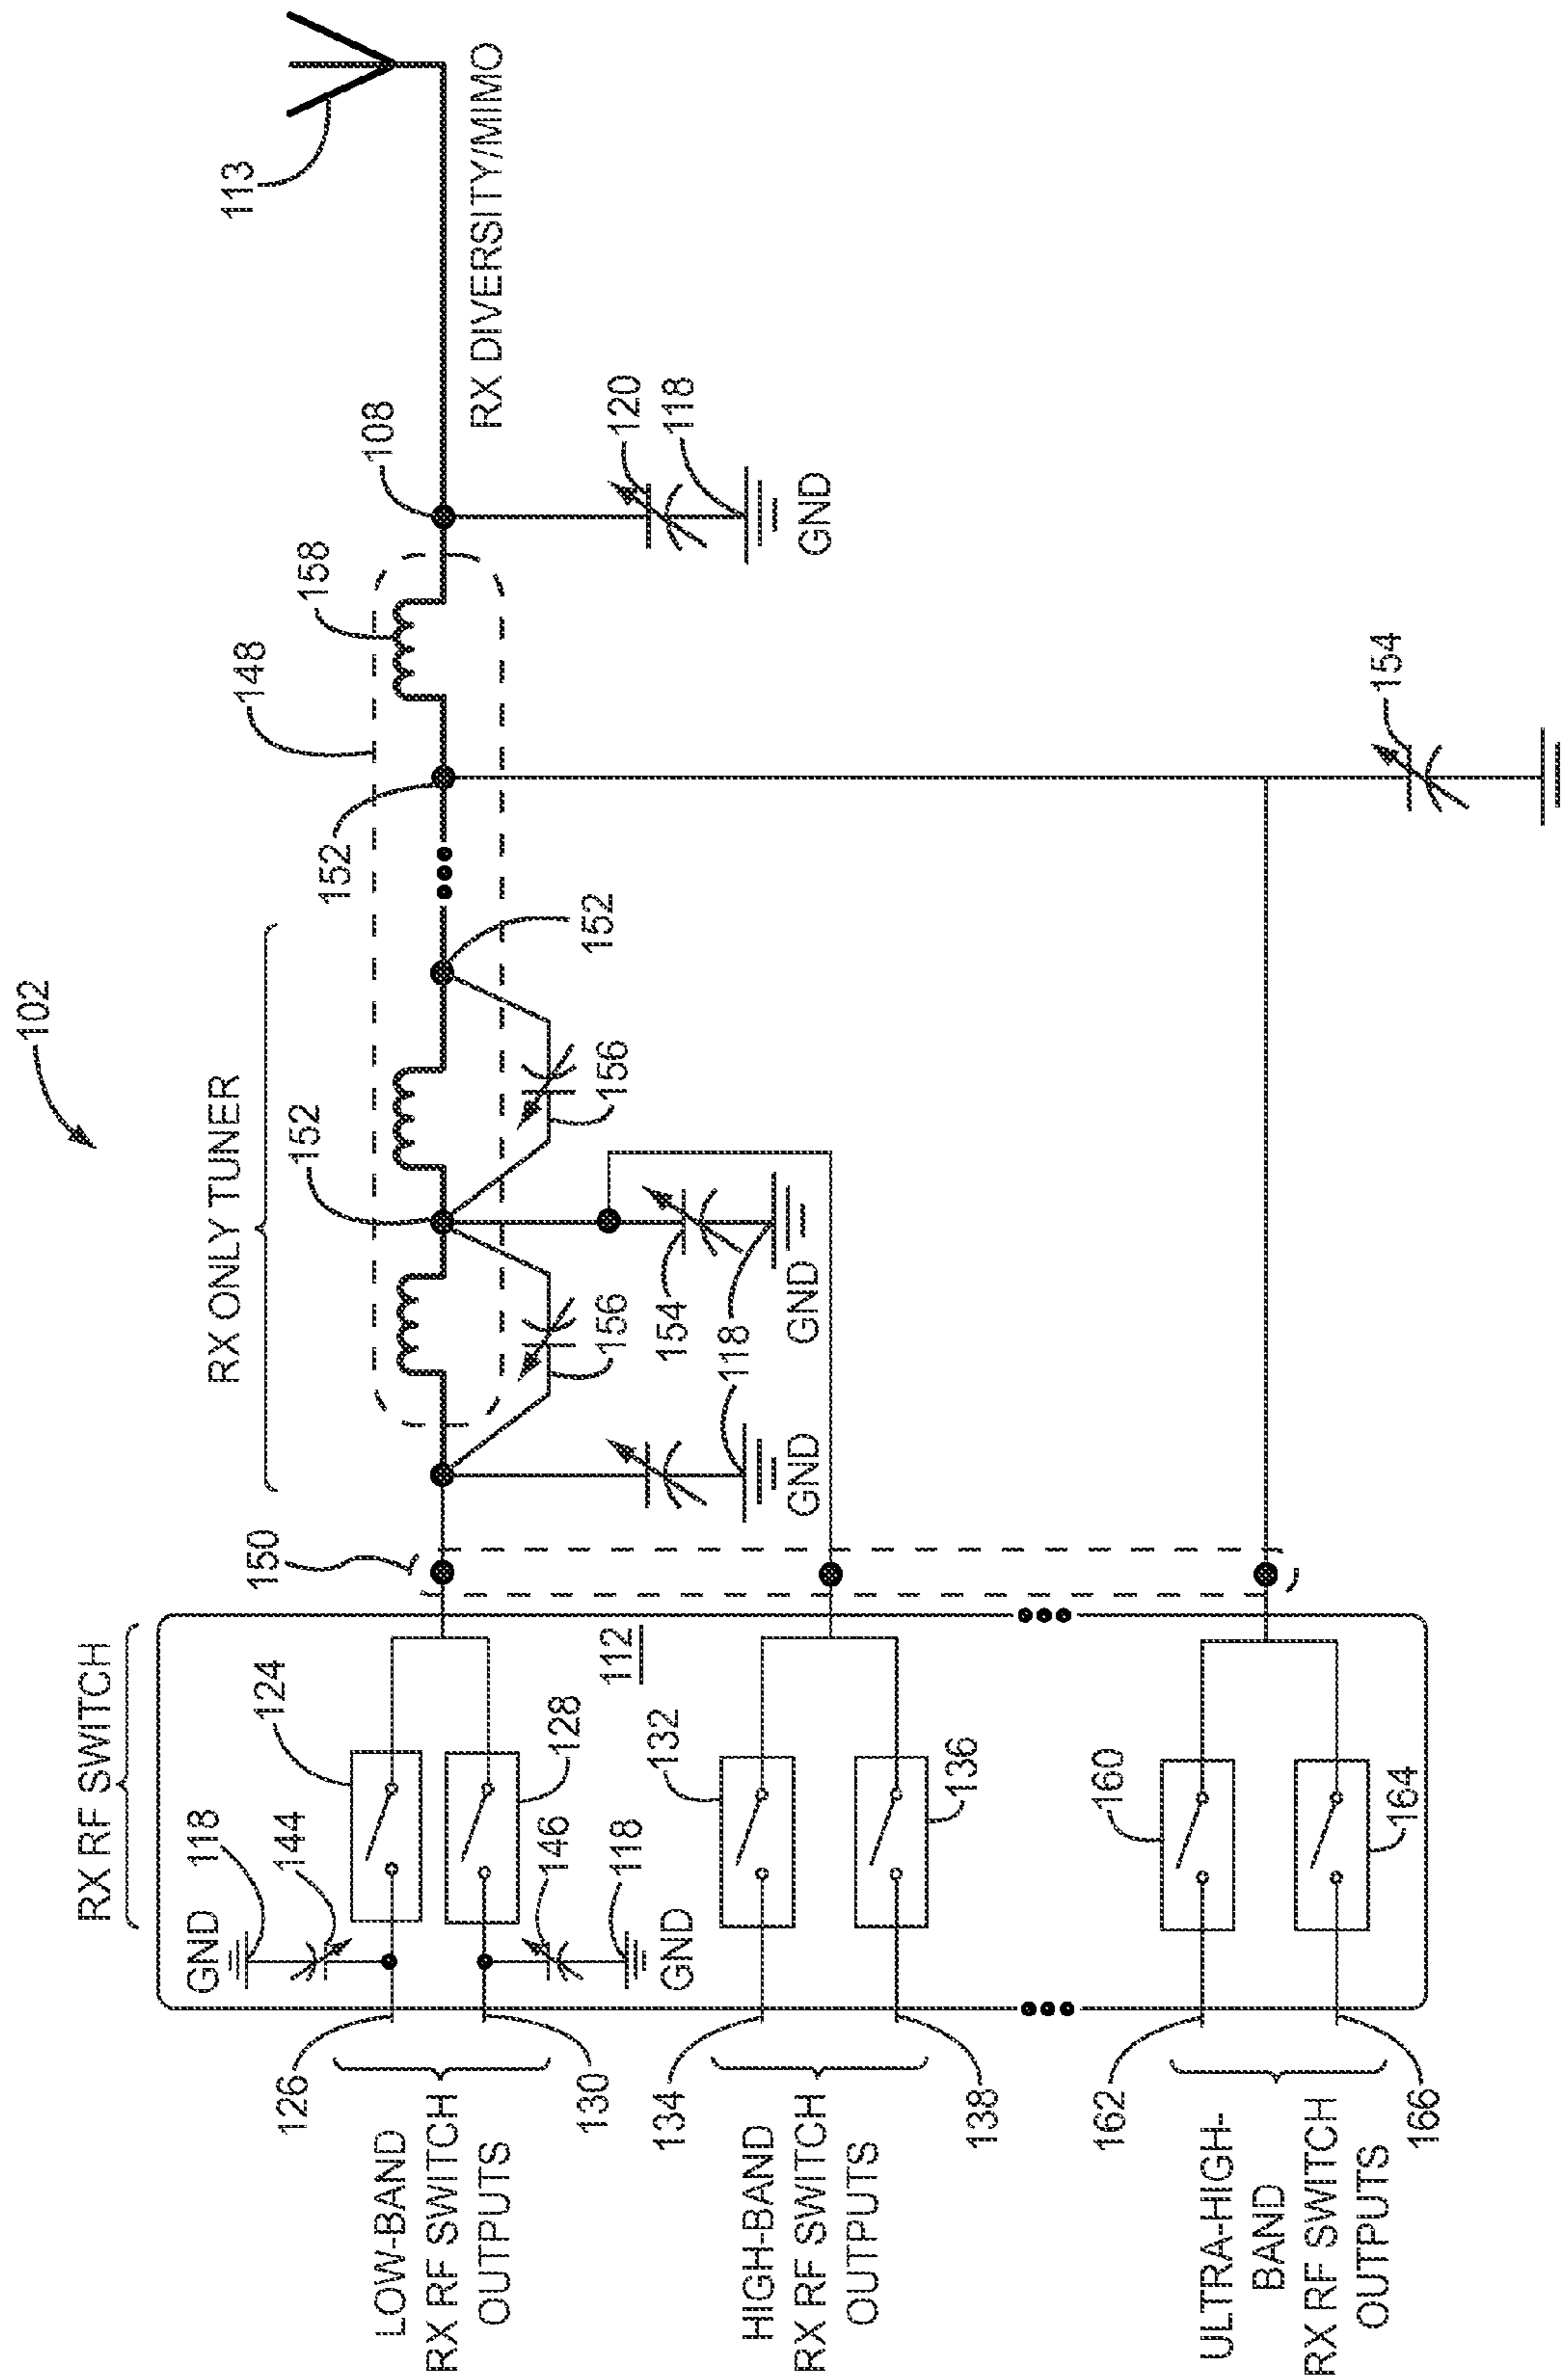 102
RX RF SWITCH
RX ONLY TUNER
150
152
152
148
158
108
113
RX DIVERSITY/MIMO
GND
118
144
124
112
128
146
118
GND
126
130
LOW-BAND
RX RF SWITCH
OUTPUTS
156
156
152
154
118
GND
GND
120
118
GND
132
136
134
138
HIGH-BAND
RX RF SWITCH
OUTPUTS
160
164
162
166
ULTRA-HIGH-
BAND
RX RF SWITCH
OUTPUTS
154